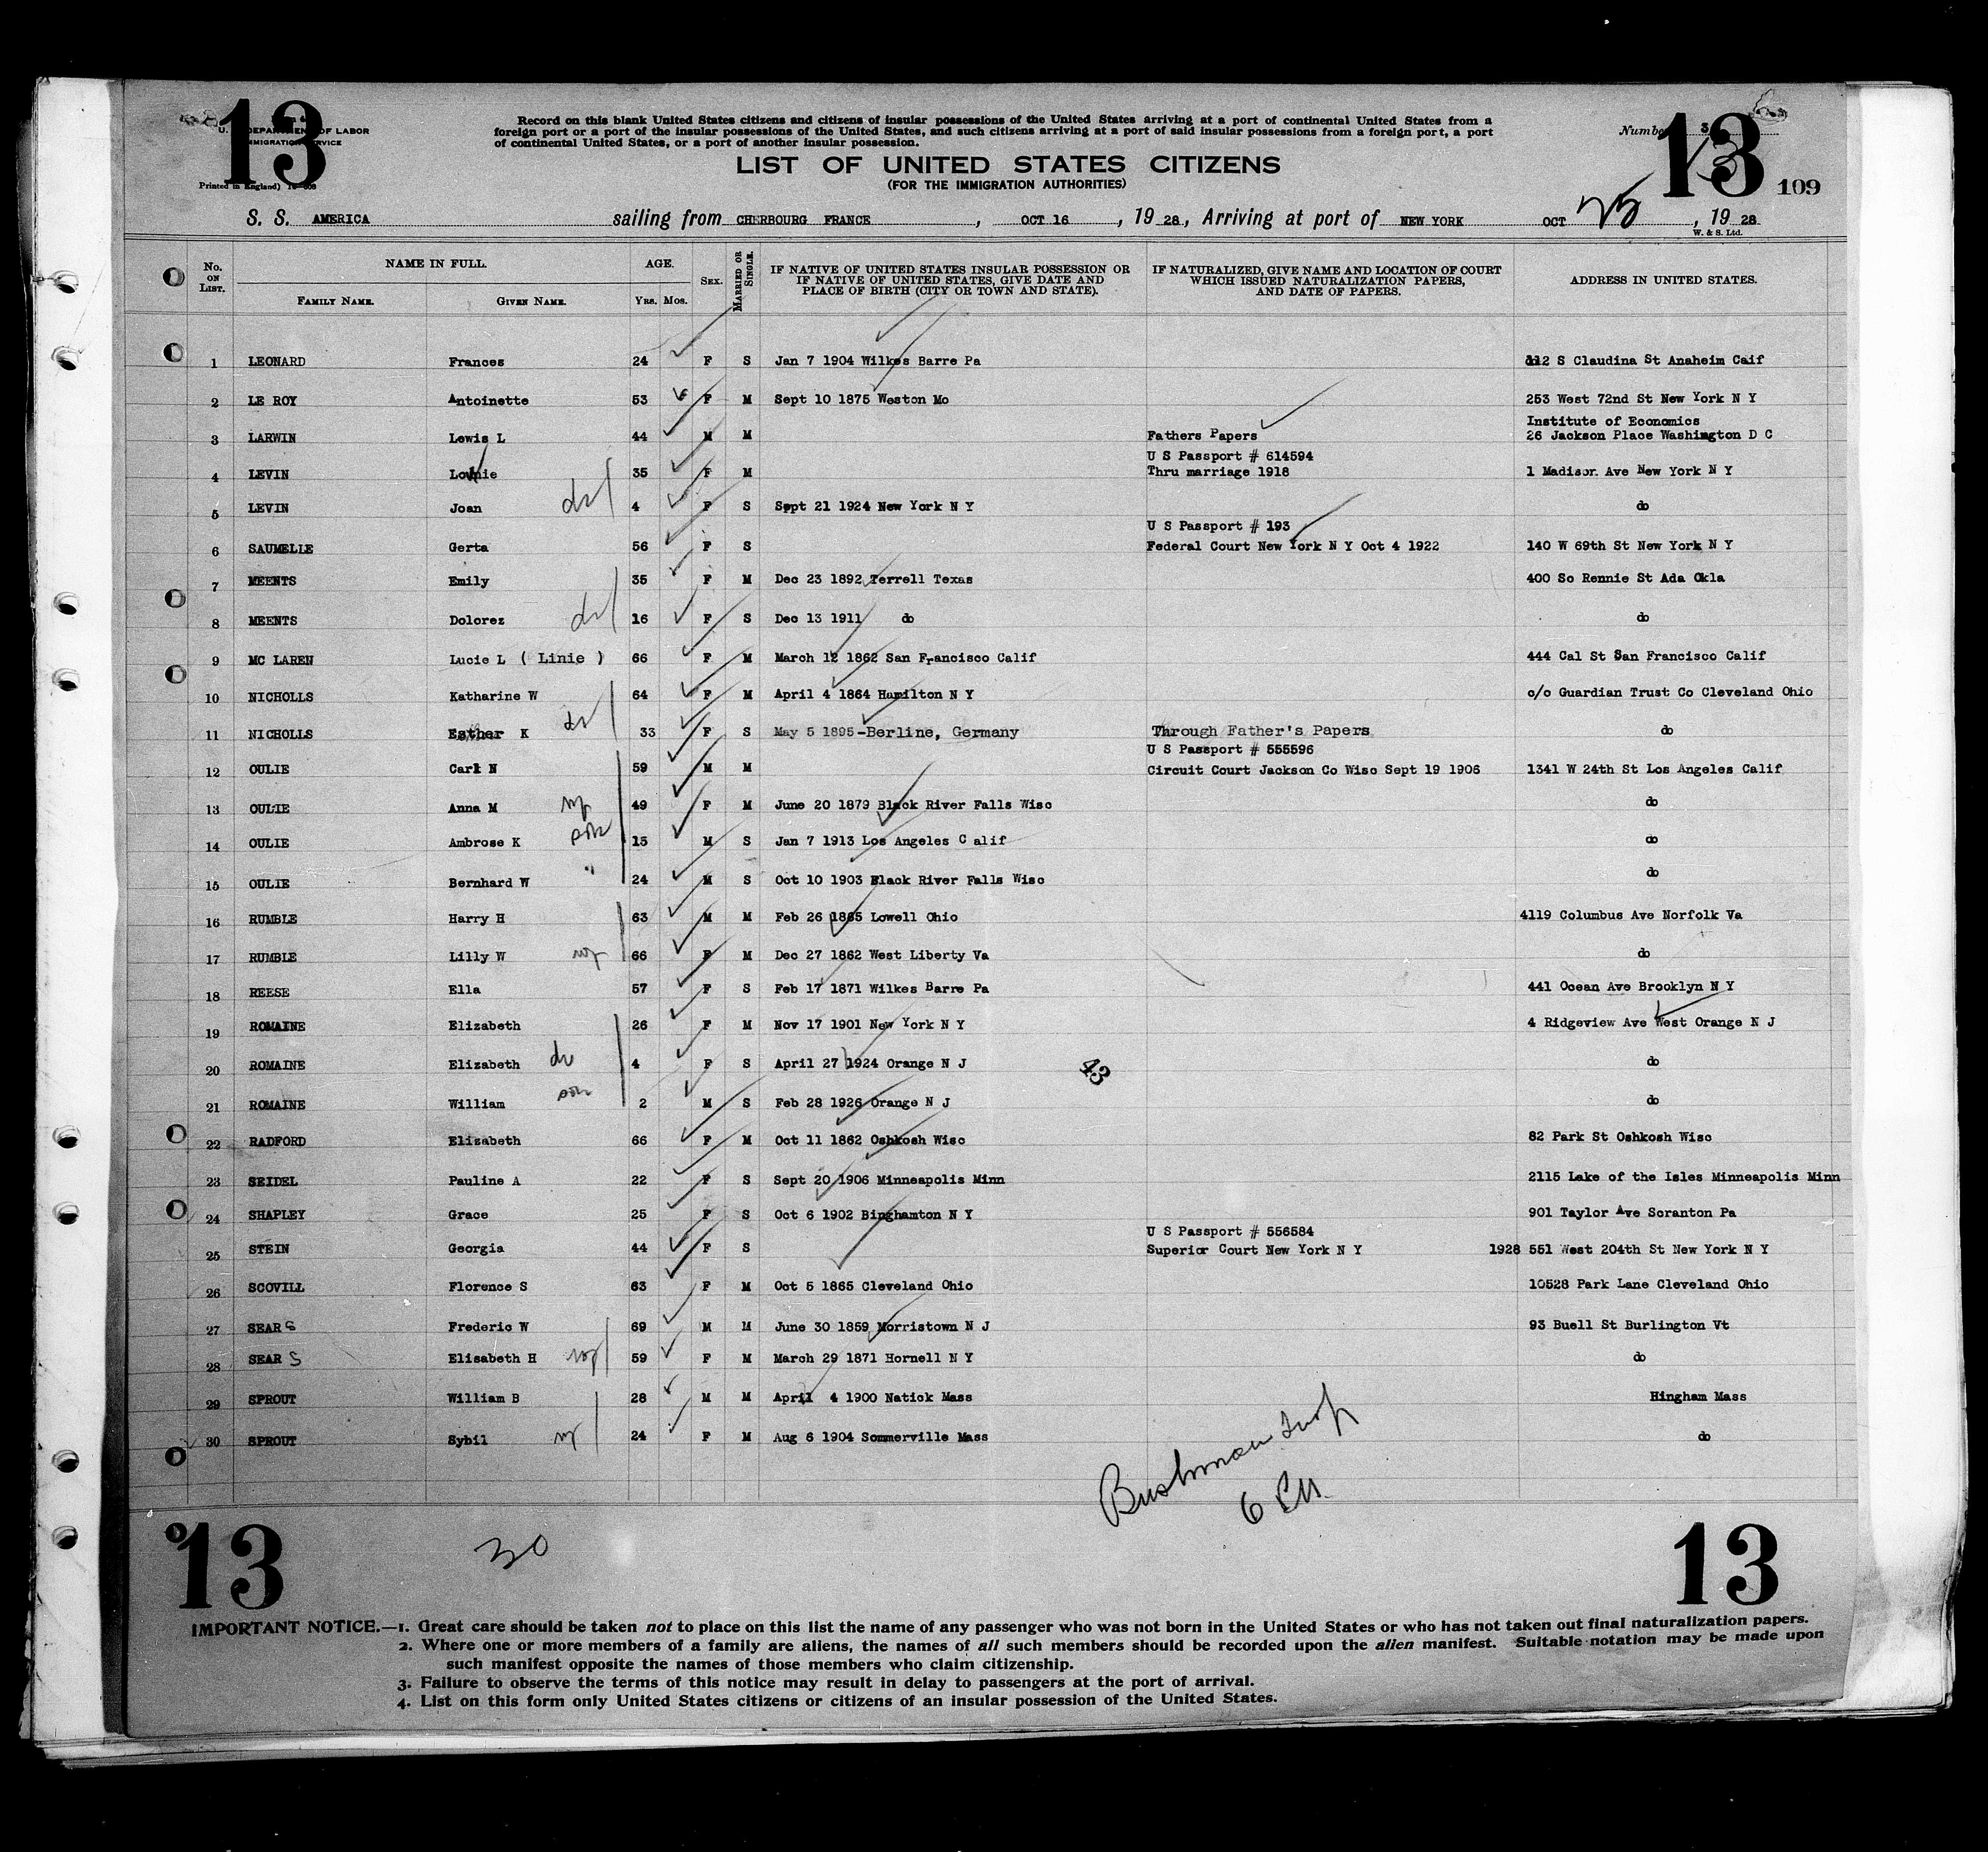 13
U. S. DEPARTMENT OF LABOR
IMMIGRATION SERVICE
Printed in England)
Record on this blank United States citizens and citizens of insular possessions of the United States arriving at a port of continental United States from a
foreign port or a port of the insular possessions of the United States, and such citizens arriving at a port of said insular possessions from a foreign port, a port
of continental United States, or a port of another insular possession.
LIST OF UNITED STATES CITIZENS
(FOR THE IMMIGRATION AUTHORITIES)
Number 3
13
109
S. S. AMERICA sailing from CHERBOURG FRANCE, OCT 16, 19 28, Arriving at port of NEW YORK OCT 25, 19 28
W. & S. Ltd.
No. ON LIST. NAME IN FULL. FAMILY NAME. GIVEN NAME. AGE. YRS. MOS. SEX. MARRIED OR SINGLE. IF NATIVE OF UNITED STATES INSULAR POSSESSION OR IF NATIVE OF UNITED STATES, GIVE DATE AND PLACE OF BIRTH (CITY OR TOWN AND STATE). IF NATURALIZED, GIVE NAME AND LOCATION OF COURT WHICH ISSUED NATURALIZATION PAPERS, AND DATE OF PAPERS. ADDRESS IN UNITED STATES.
1 LEONARD Frances 24 F S Jan 7 1904 Wilkes Barre Pa 112 S Claudina St Anaheim Caif
2 LE ROY Antoinette 53 F M Sept 10 1875 Weston Mo 253 West 72nd St New York N Y
Institute of Economics
3 LARWIN Lewis L 44 M M Fathers Papers 26 Jackson Place Washington D C
U S Passport # 614594
4 LEVIN 35 F M Thru marriage 1918 1 Madison Ave New York N Y
5 LEVIN Joan 4 F S Sept 21 1924 New York N Y do
U S Passport # 193
6 SAUMELLE Gerta 56 F S Federal Court New York N Y Oct 4 1922 140 W 69th St New York N Y
7 MEENTS Emily 35 F M Dec 23 1892 Terrell Texas 400 So Rennie St Ada Okla
8 MEENTS Dolorez 16 F S Dec 13 1911 do do
9 MC LAREN Lucie L ( Linie ) 66 F M March 12 1862 San Francisco Calif 444 Cal St San Francisco Calif
10 NICHOLLS Katharine W 64 F M April 4 1864 Hamilton N Y c/o Guardian Trust Co Cleveland Ohio
11 NICHOLLS Esther K 33 F S May 5 1895-Berline, Germany Through Father's Papers do
U S Passport # 555596
12 OULIE Carl N 59 M M Circuit Court Jackson Co Wisc Sept 19 1906 1341 W 24th St Los Angeles Calif
13 OULIE Anna M 49 F M June 20 1879 Black River Falls Wisc do
14 OULIE Ambrose K son 15 M S Jan 7 1913 Los Angeles Calif do
15 OULIE Bernhard W " 24 M S Oct 10 1903 Black River Falls Wisc do
16 RUMBLE Harry H 63 M M Feb 26 1865 Lowell Ohio 4119 Columbus Ave Norfolk Va
17 RUMBLE Lilly W 66 F M Dec 27 1862 West Liberty Va do
18 REESE Ella 57 F S Feb 17 1871 Wilkes Barre Pa 441 Ocean Ave Brooklyn N Y
19 ROMAINE Elizabeth 26 F M Nov 17 1901 New York N Y 4 Ridgeview Ave West Orange N J
20 ROMAINE Elizabeth 4 F S April 27 1924 Orange N J 43 do
21 ROMAINE William son 2 M S Feb 28 1926 Orange N J do
22 RADFORD Elizabeth 66 F M Oct 11 1862 Oshkosh Wisc 82 Park St Oshkosh Wisc
23 SEIDEL Pauline A 22 F S Sept 20 1906 Minneapolis Minn 2115 Lake of the Isles Minneapolis Minn
24 SHAPLEY Grace 25 F S Oct 6 1902 Binghamton N Y 901 Taylor Ave Scranton Pa
U S Passport # 556584
25 STEIN Georgia 44 F S Superior Court New York N Y 1928 551 West 204th St New York N Y
26 SCOVILL Florence S 63 F M Oct 5 1865 Cleveland Ohio 10528 Park Lane Cleveland Ohio
27 SEARS Frederic W 69 M M June 30 1859 Morristown N J 93 Buell St Burlington Vt
28 SEARS Elisabeth H 59 F M March 29 1871 Hornell N Y do
29 SPROUT William B 28 M M April 4 1900 Natick Mass Hingham Mass
30 SPROUT Sybil 24 F M Aug 6 1904 Sommerville Mass do
Bushman Insp
13
30
13
IMPORTANT NOTICE.—1. Great care should be taken not to place on this list the name of any passenger who was not born in the United States or who has not taken out final naturalization papers.
2. Where one or more members of a family are aliens, the names of all such members should be recorded upon the alien manifest. Suitable notation may be made upon
such manifest opposite the names of those members who claim citizenship.
3. Failure to observe the terms of this notice may result in delay to passengers at the port of arrival.
4. List on this form only United States citizens or citizens of an insular possession of the United States.